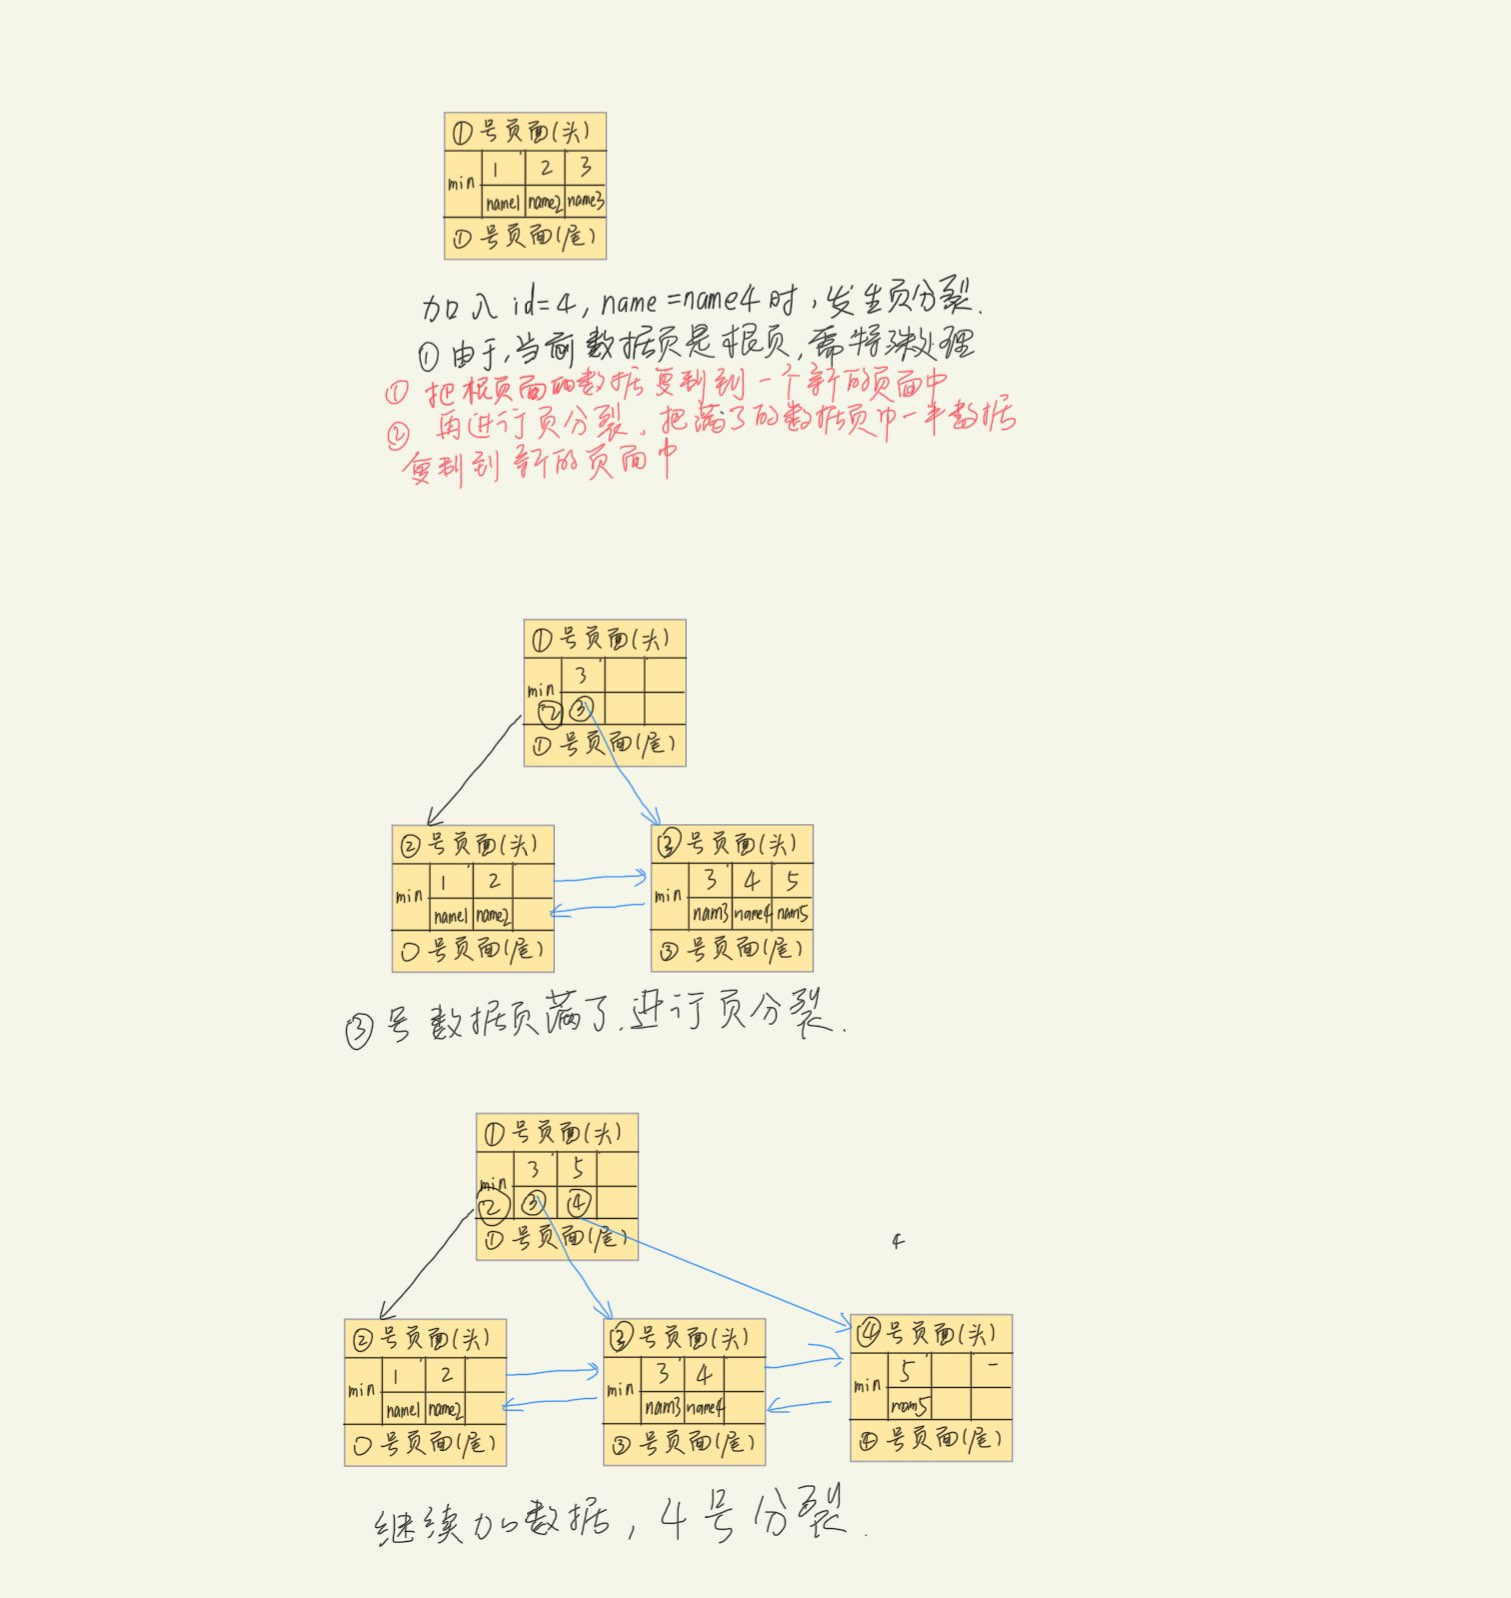 ①号页面(头)
min 1 2 3
name1 name2 name3
①号页面(尾)
加入 id=4, name=name4 时，发生页分裂.
①由于,当前数据页是根页,需特殊处理
① 把根页面的数据复制到一个新的页面中
② 再进行页分裂.把满了的数据页中一半数据
复制到新的页面中
①号页面(头)
min 3
② ③
①号页面(尾)
②号页面(头)
min 1 2
name1 name2
号页面(尾)
③号页面(头)
min 3 4 5
nam3 name4 nam5
③号页面(尾)
③号数据页满了.进行页分裂.
①号页面(头)
min 3 5
② ③ ④
①号页面(尾)
4
②号页面(头)
min 1 2
name1 name2
号页面(尾)
③号页面(头)
min 3 4
nam3 name4
③号页面(尾)
④号页面(头)
min 5 -
nam5
④号页面(尾)
继续加数据,4号分裂.